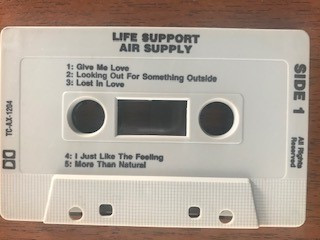 LIFE SUPPORT
AIR SUPPLY
1: Give Me Love
2: Looking Out For Something Outside
3: Lost In Love
4: I Just Like The Feeling
5: More Than Natural
SIDE 1
All Rights
Reserved
TC-AX-1204